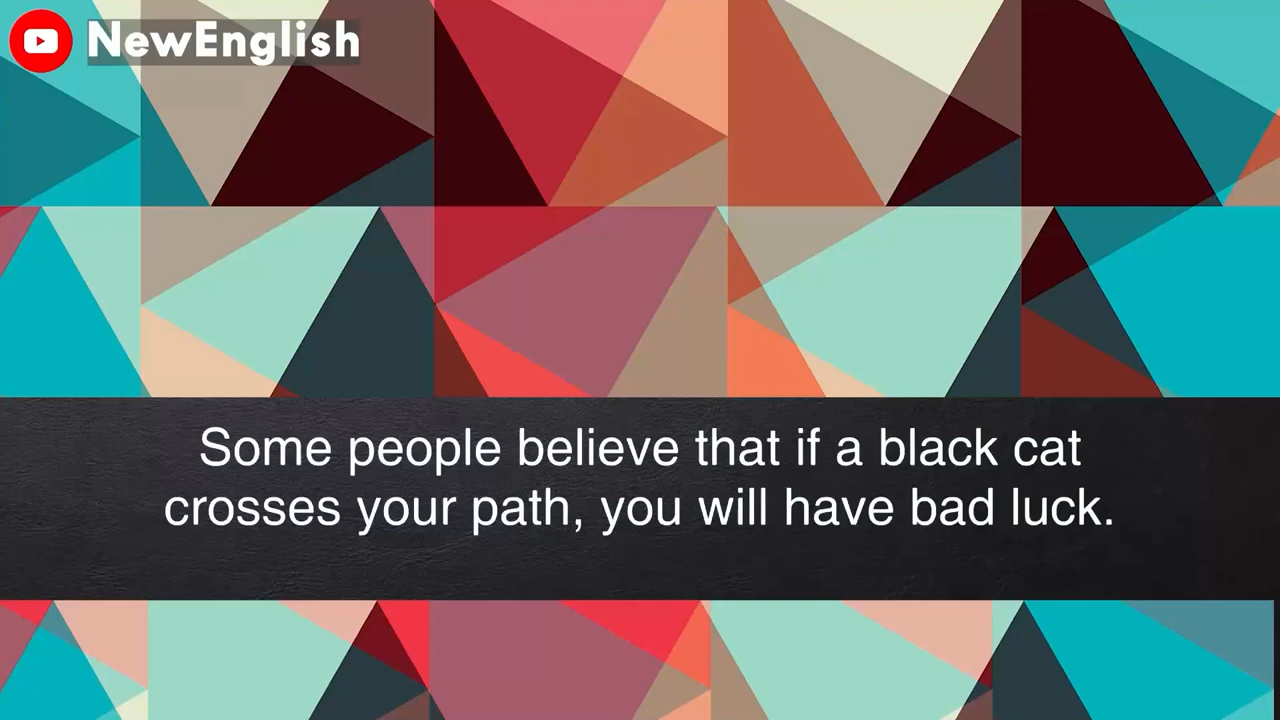 NewEnglish
Some people believe that if a black cat
crosses your path, you will have bad luck.